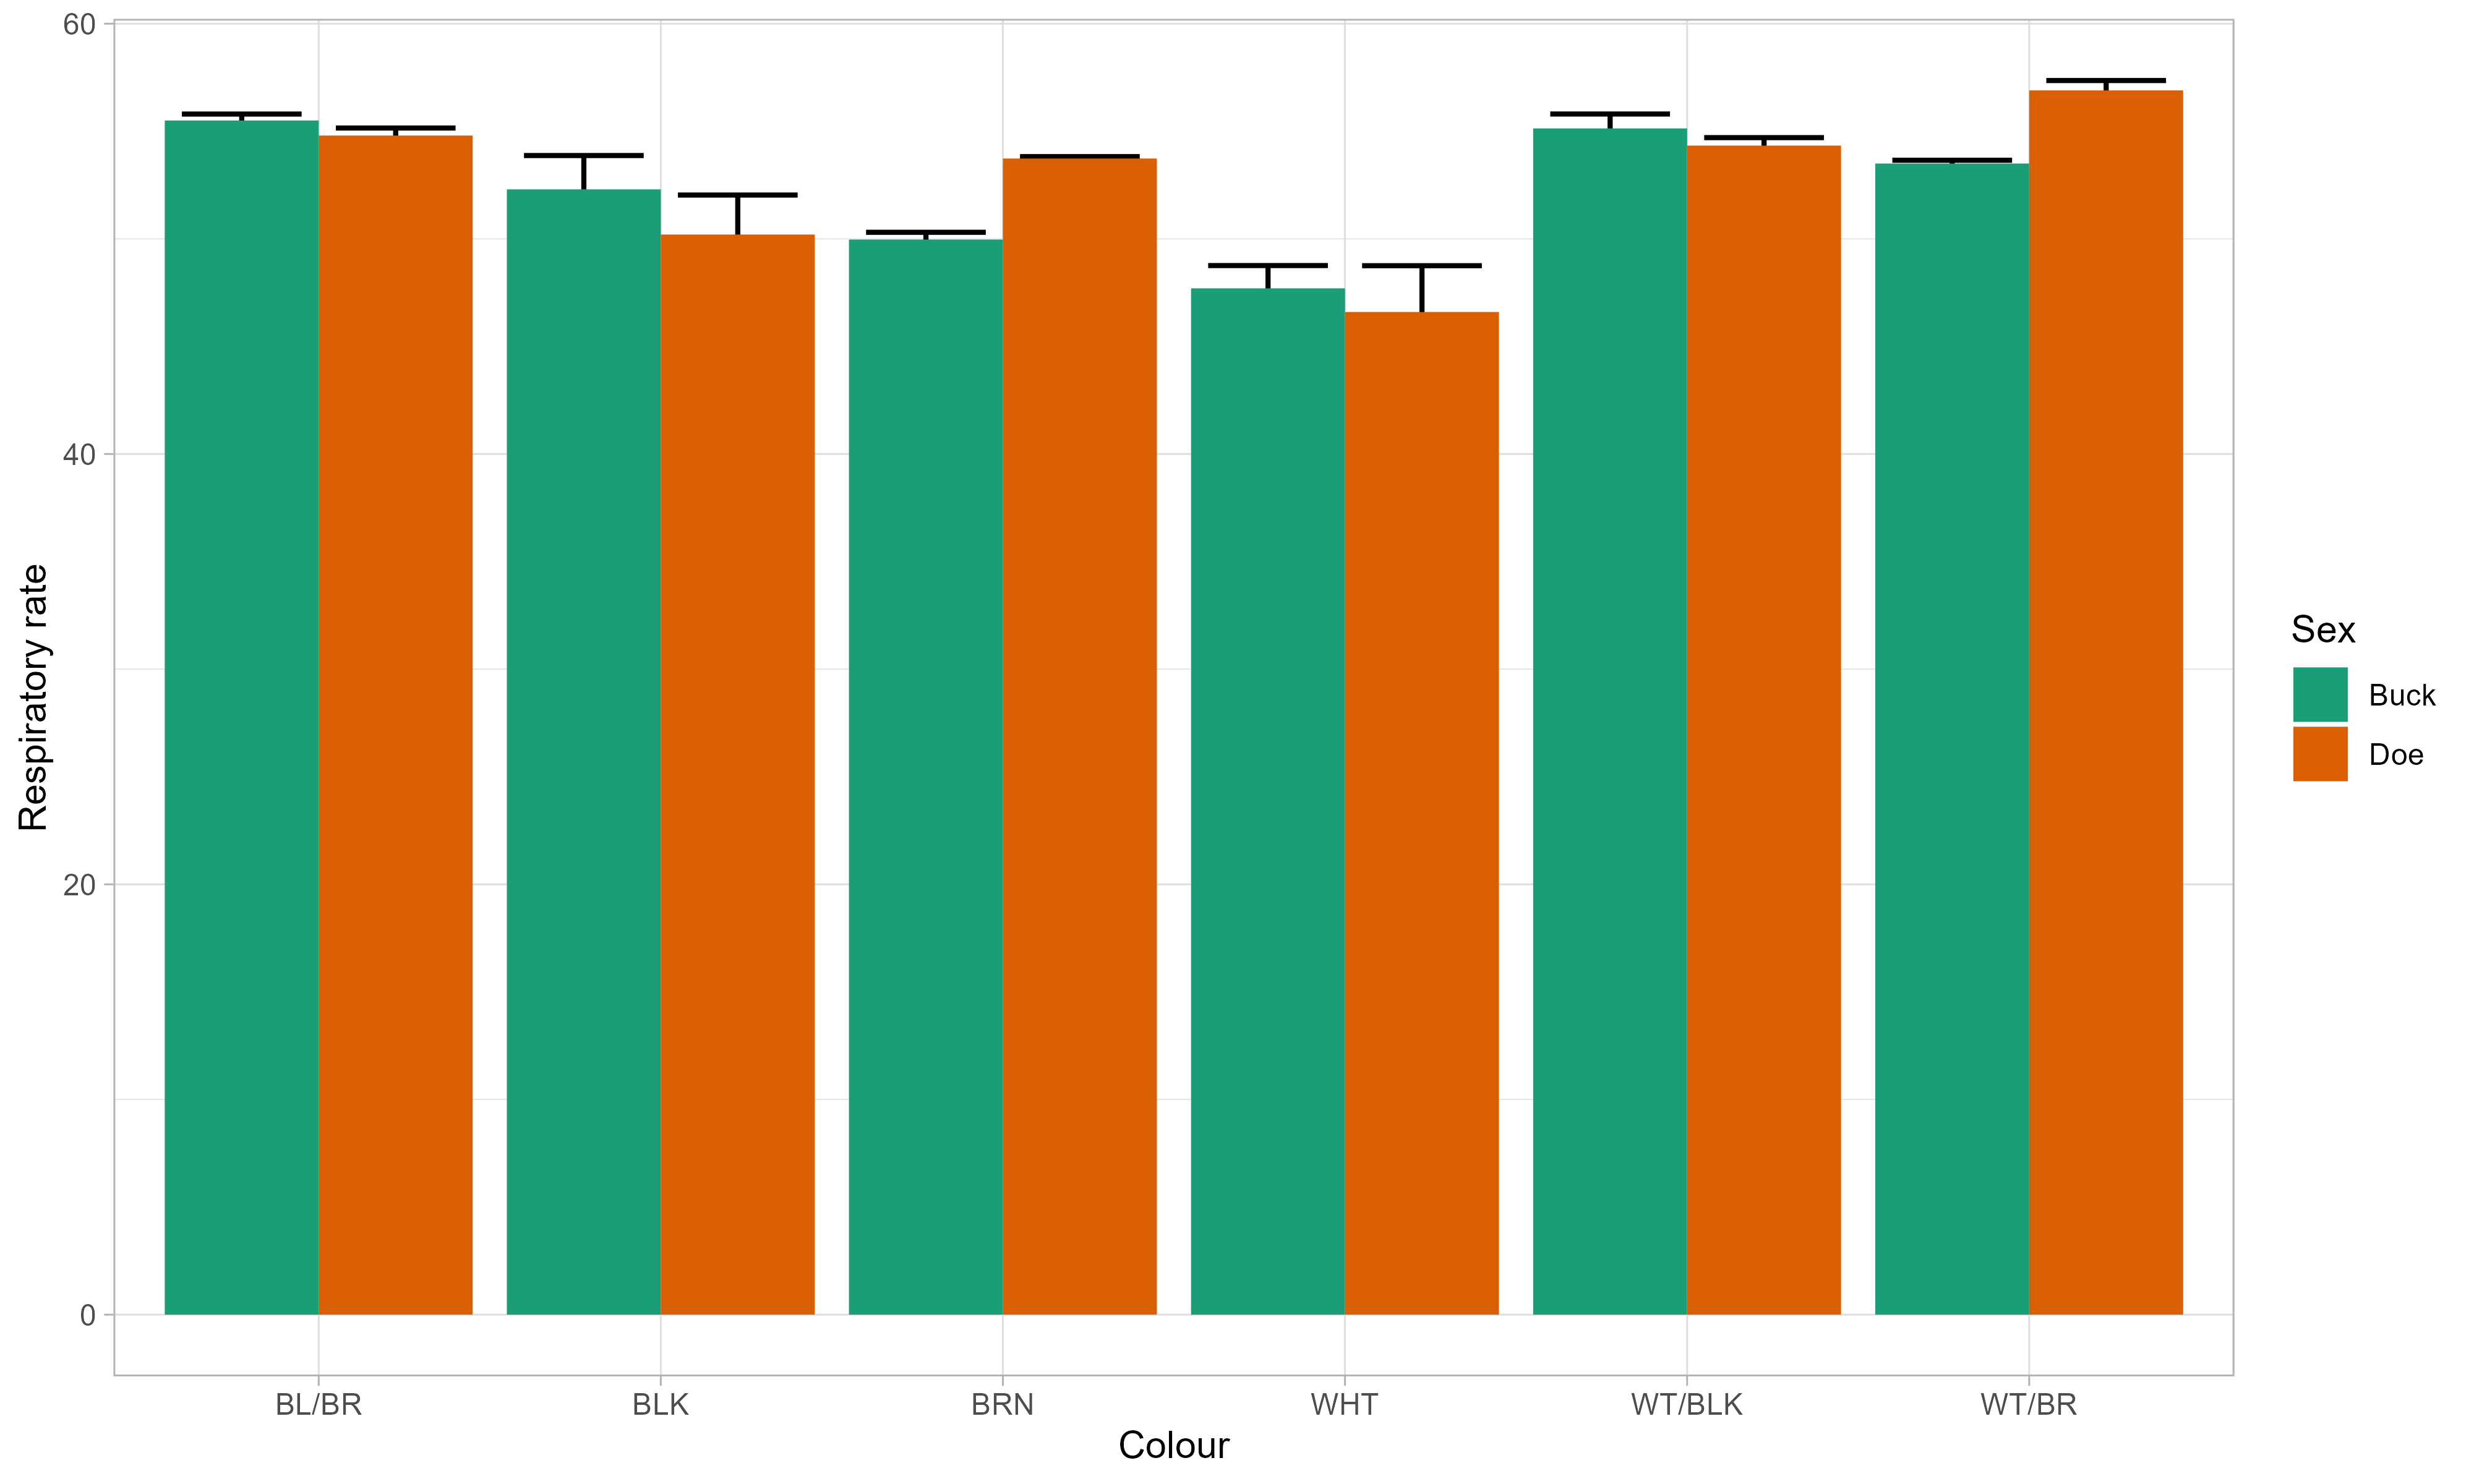 60
40
20
0
Respiratory rate
BL/BR
BLK
BRN
WHT
WT/BLK
WT/BR
Colour
Sex
Buck
Doe